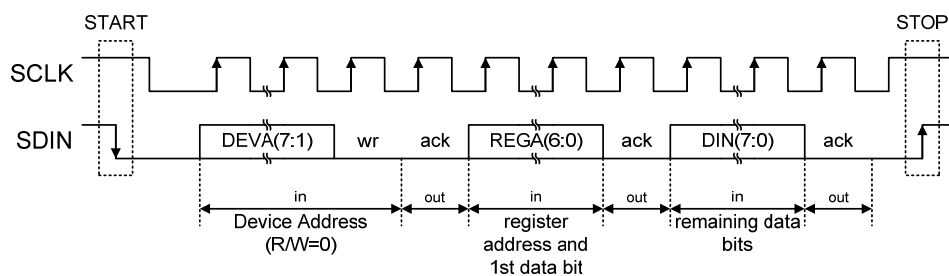 START
STOP
SCLK
SDIN
DEVA(7:1)
wr
ack
REGA(6:0)
ack
DIN(7:0)
ack
in
out
in
out
in
out
Device Address
(R/W=0)
register
address and
1st data bit
remaining data
bits